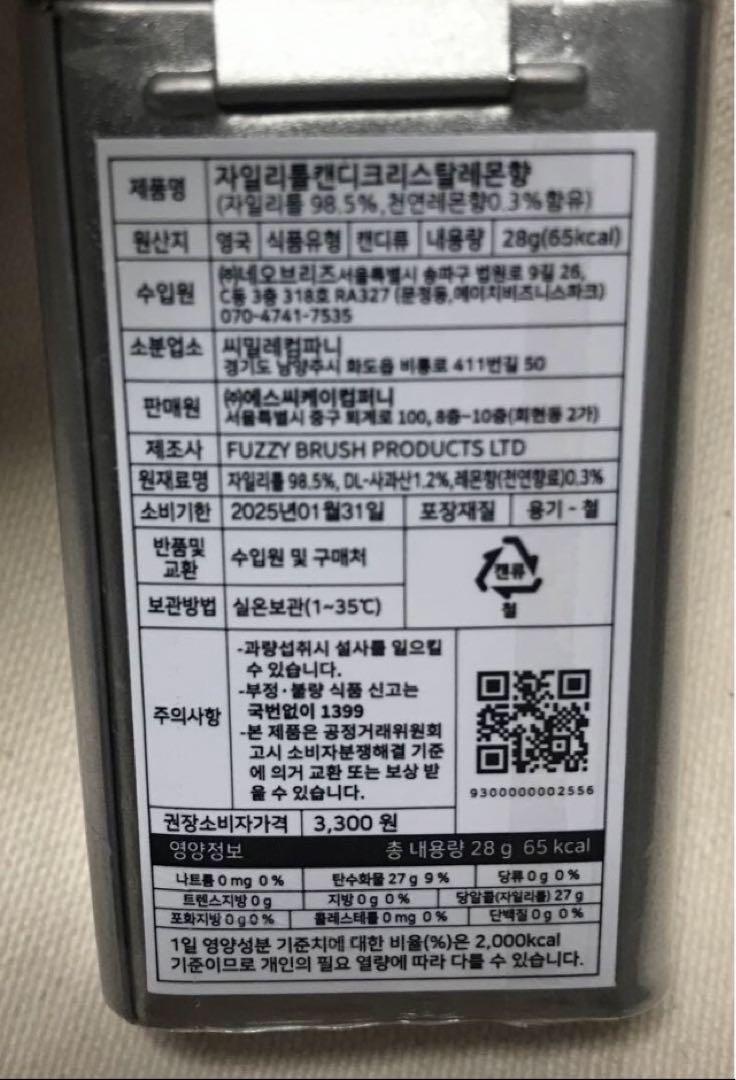 제품명
자일리톨캔디크리스탈레몬향
(자일리톨 98.5%,천연레몬향0.3%함유)
원산지 영국 식품유형 캔디류 내용량 28g(65kcal)
수입원
㈜네오브리즈서울특별시 송파구 법원로 9길 26,
C동 3층 318호 RA327 (문정동,에이치비즈니스파크)
070-4741-7535
소분업소
씨밀레컴파니
경기도 남양주시 화도읍 비룡로 411번길 50
판매원
㈜에스씨케이컴퍼니
서울특별시 중구 퇴계로 100, 8층-10층(회현동 2가)
제조사 FUZZY BRUSH PRODUCTS LTD
원재료명 자일리톨 98.5%, DL-사과산1.2%,레몬향(천연향료)0.3%
소비기한 2025년01월31일 포장재질 용기 - 철
반품및
교환
수입원 및 구매처
캔류
철
보관방법 실온보관(1~35℃)
주의사항
-과량섭취시 설사를 일으킬
수 있습니다.
-부정·불량 식품 신고는
국번없이 1399
-본 제품은 공정거래위원회
고시 소비자분쟁해결 기준
에 의거 교환 또는 보상 받
을 수 있습니다.
9300000002556
권장소비자가격 3,300 원
영양정보 총 내용량 28 g 65 kcal
나트륨 0 mg 0 % 탄수화물 27 g 9 % 당류 0 g 0 %
트렌스지방 0 g 지방 0 g 0 % 당알콜(자일리톨) 27 g
포화지방 0 g 0 % 콜레스테롤 0 mg 0 % 단백질 0 g 0 %
1일 영양성분 기준치에 대한 비율(%)은 2,000kcal
기준이므로 개인의 필요 열량에 따라 다를 수 있습니다.